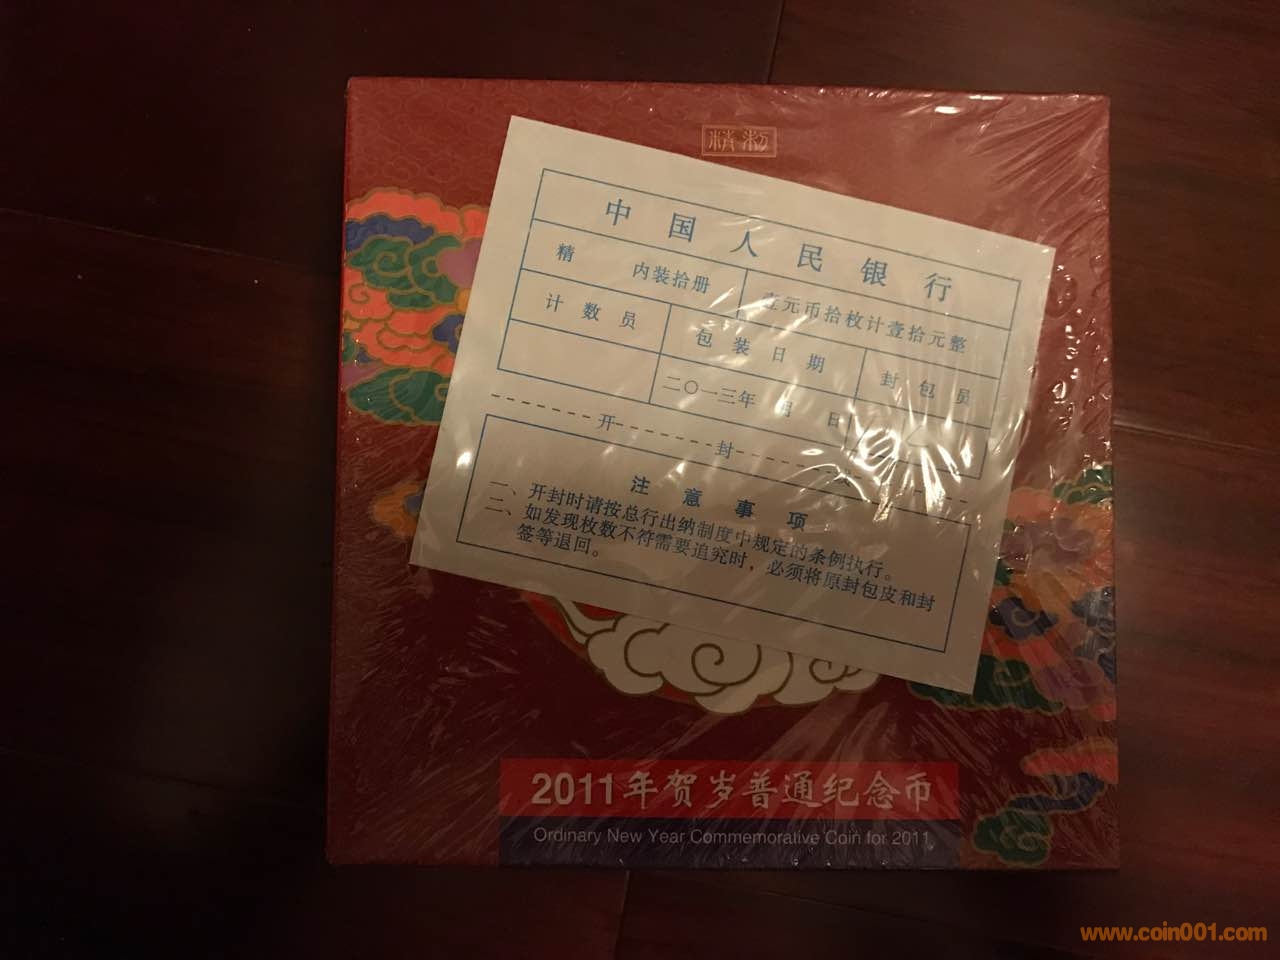 精制
中国人民银行
精 内装拾册 壹元币拾枚计壹拾元整
计数员 包装日期 封包员
二〇一三年 月 日
开 封
注意事项
一、开封时请按总行出纳制度中规定的条例执行。
二、如发现枚数不符需要追究时，必须将原封包皮和封
签等退回。
2011年贺岁普通纪念币
Ordinary New Year Commemorative Coin for 2011
www.coin001.com